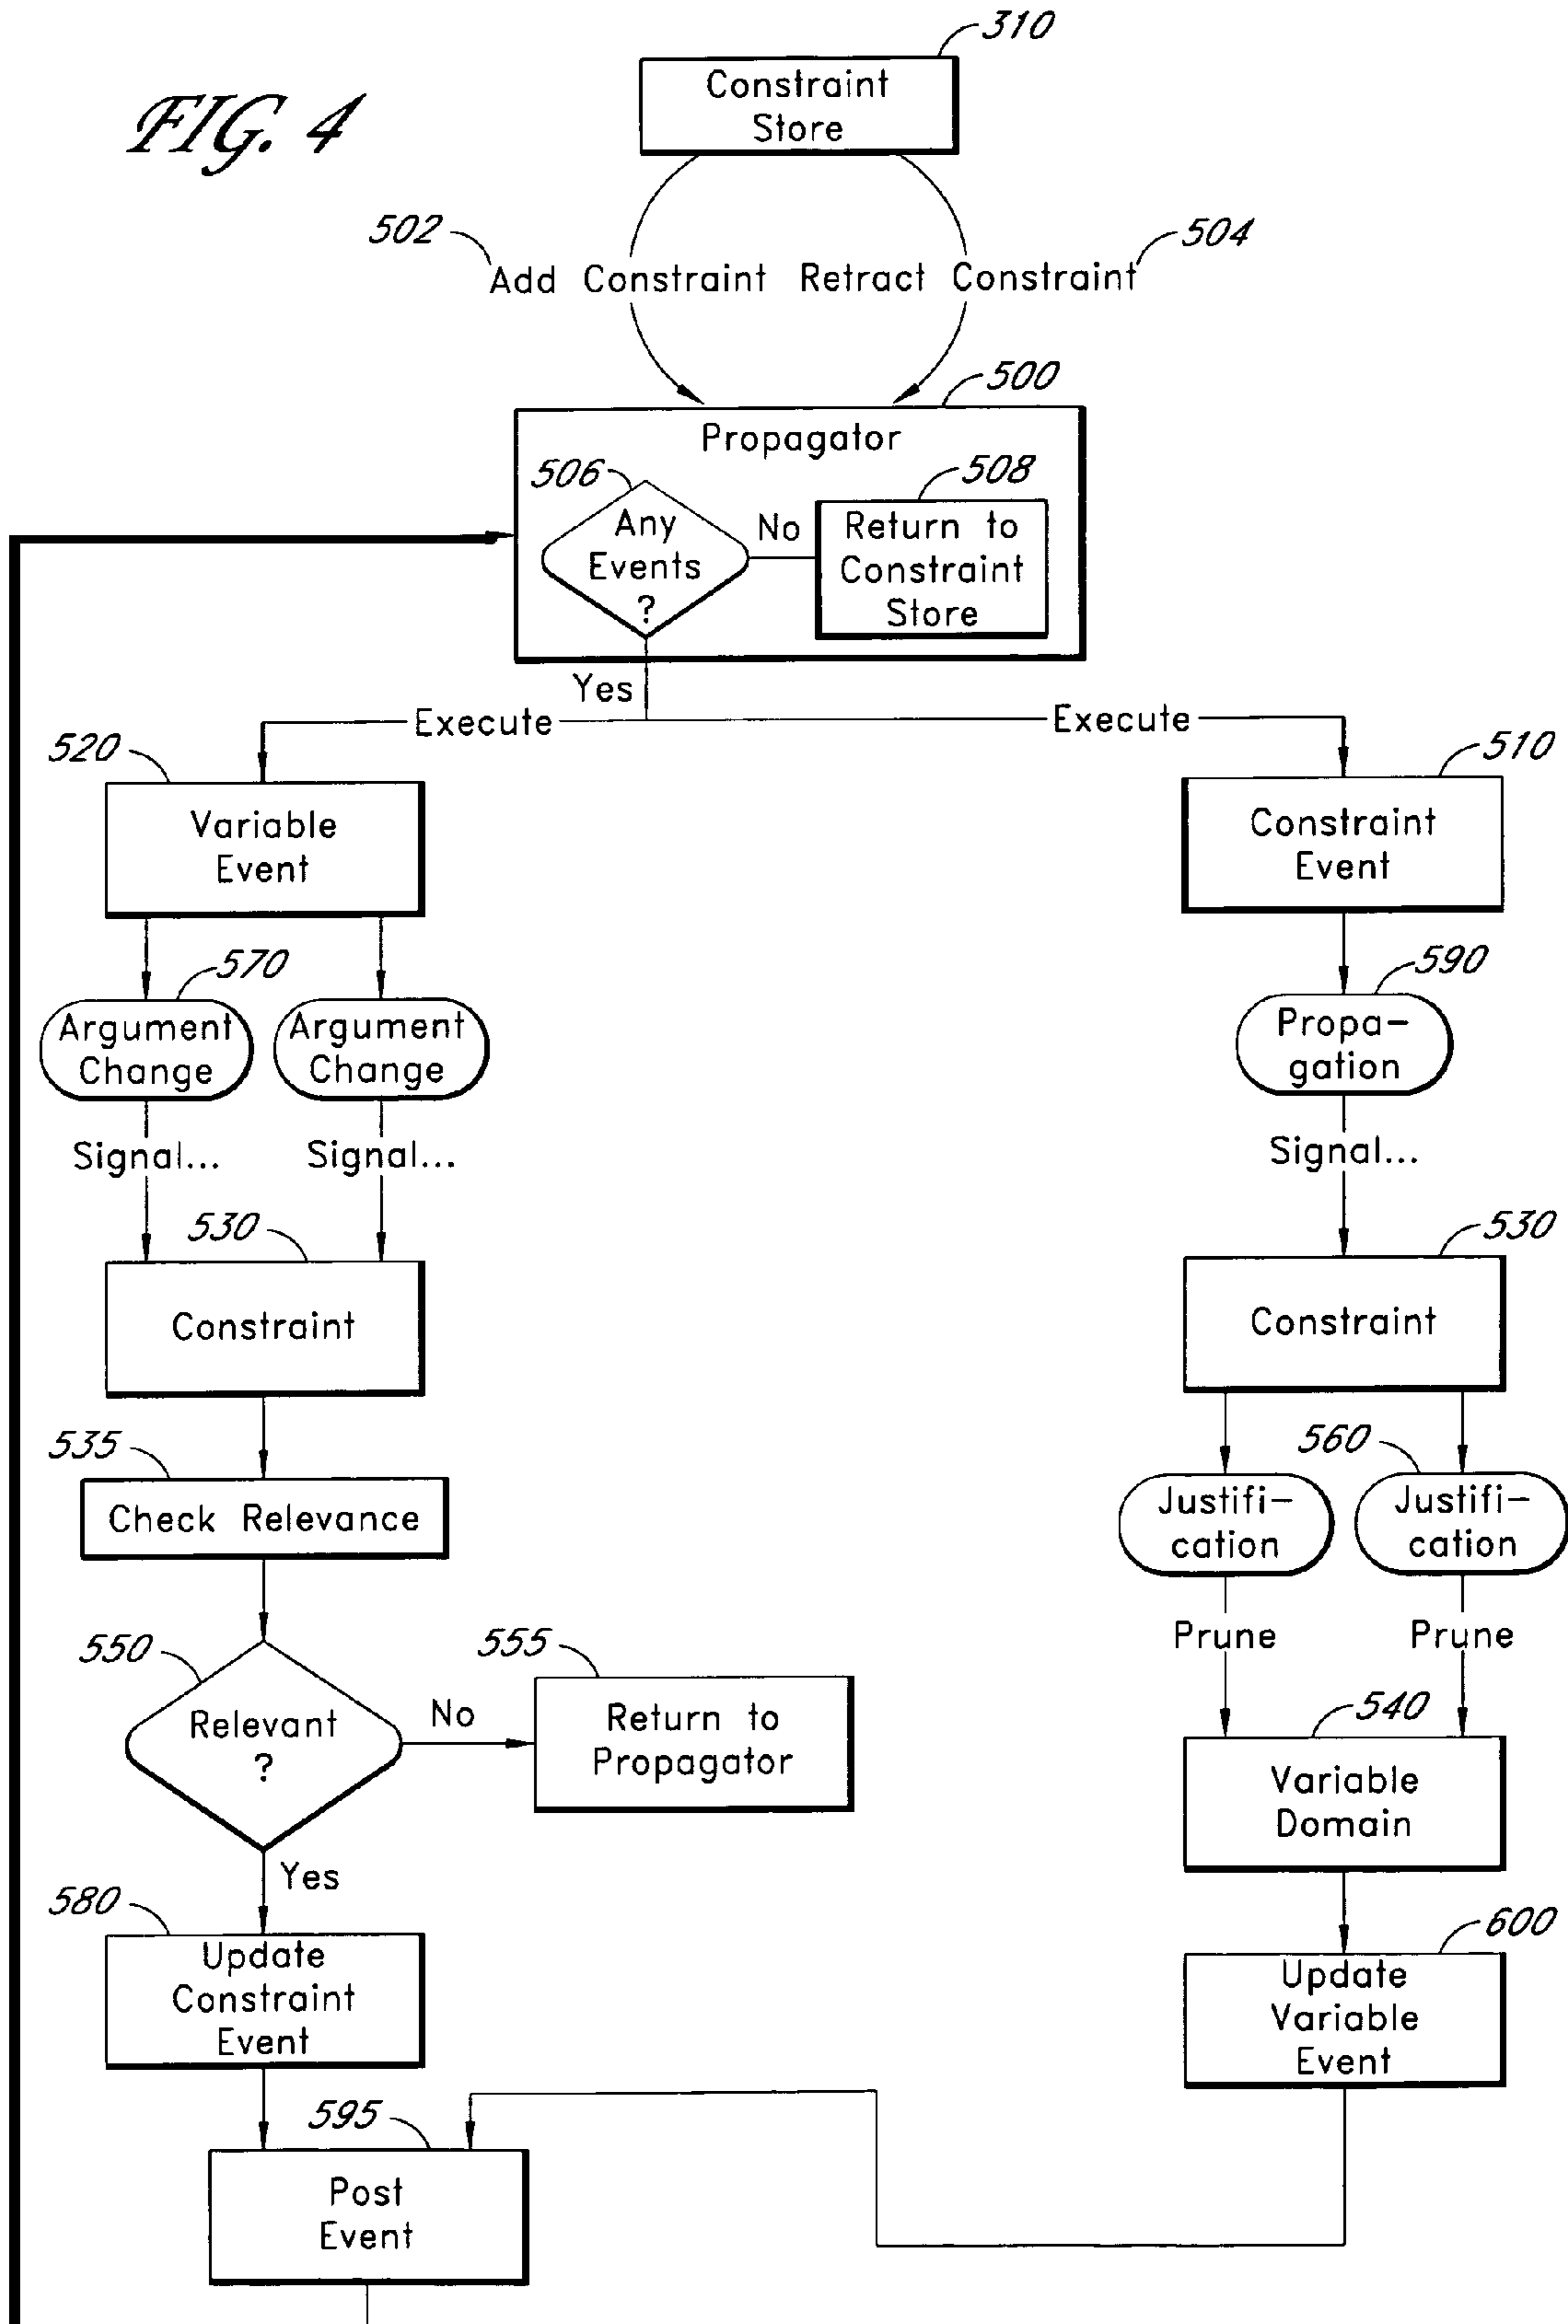 FIG. 4
310
Constraint
Store
502
504
Add Constraint
Retract Constraint
500
Propagator
506
508
Any
Events
?
No
Return to
Constraint
Store
Yes
Execute
Execute
520
510
Variable
Event
Constraint
Event
570
590
Argument
Change
Argument
Change
Propa-
gation
Signal...
Signal...
Signal...
530
530
Constraint
Constraint
535
560
Check Relevance
Justifi-
cation
Justifi-
cation
550
555
Prune
Prune
Relevant
?
No
Return to
Propagator
540
Variable
Domain
Yes
580
600
Update
Constraint
Event
Update
Variable
Event
595
Post
Event